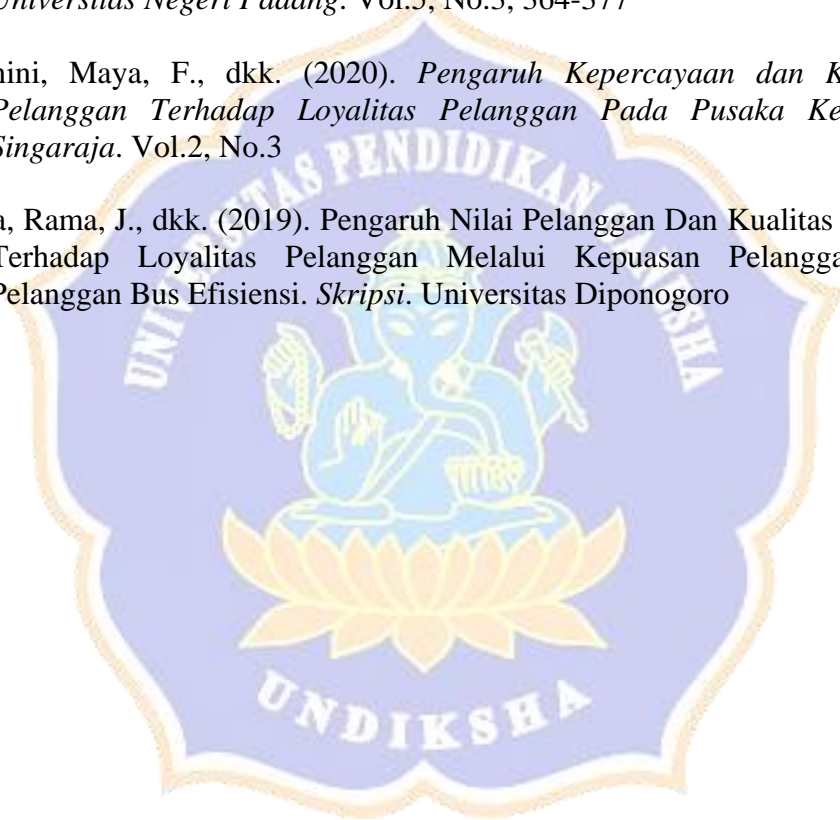 Universitas Negeri Padang. Vol.5, No.3, 364-377
nini, Maya, F., dkk. (2020). Pengaruh Kepercayaan dan K
Pelanggan Terhadap Loyalitas Pelanggan Pada Pusaka Ke
Singaraja. Vol.2, No.3
a, Rama, J., dkk. (2019). Pengaruh Nilai Pelanggan Dan Kualitas
Terhadap Loyalitas Pelanggan Melalui Kepuasan Pelangga
Pelanggan Bus Efisiensi. Skripsi. Universitas Diponogoro
UNIVERSITAS PENDIDIKAN GANESHA
UNDIKSHA